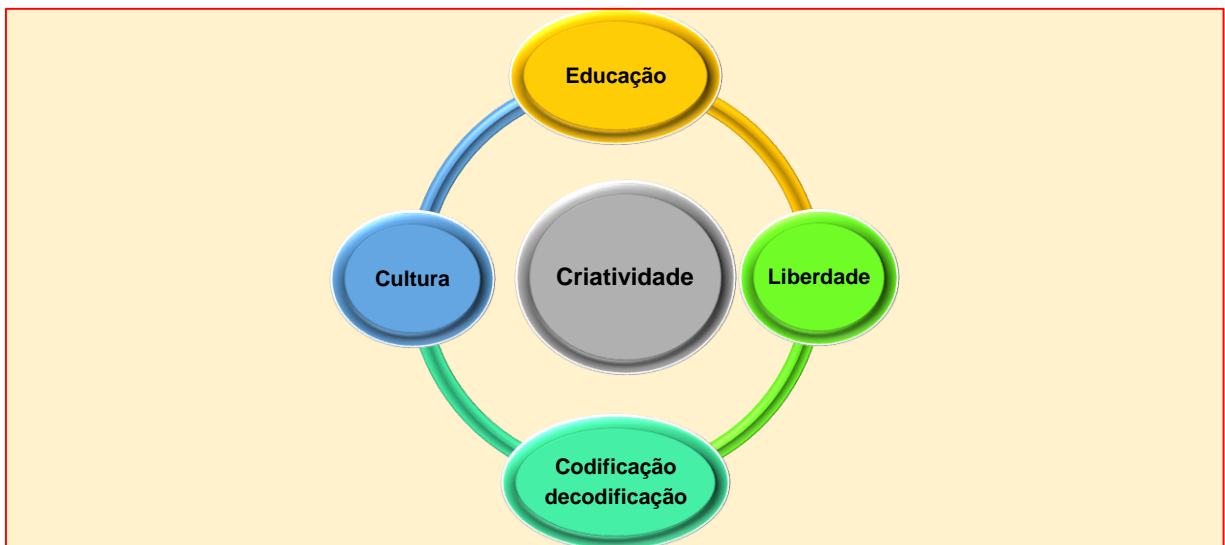 Educação
Cultura
Criatividade
Liberdade
Codificação
decodificação